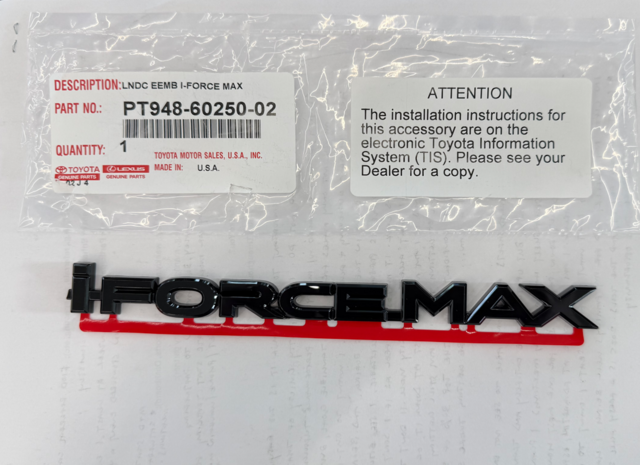 DESCRIPTION: LNDC EEMB I-FORCE MAX
PART NO.: PT948-60250-02
QUANTITY: 1
TOYOTA MOTOR SALES, U.S.A., INC.
MADE IN: U.S.A.
TOYOTA LEXUS
GENUINE PARTS GENUINE PARTS
ATTENTION
The installation instructions for
this accessory are on the
electronic Toyota Information
System (TIS). Please see your
Dealer for a copy.
i-FORCE.MAX